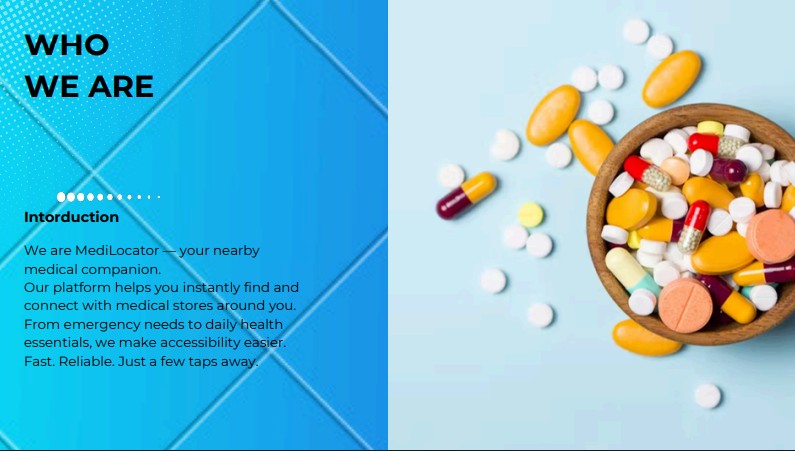 WHO
WE ARE
Intorduction
We are MediLocator — your nearby
medical companion.
Our platform helps you instantly find and
connect with medical stores around you.
From emergency needs to daily health
essentials, we make accessibility easier.
Fast. Reliable. Just a few taps away.